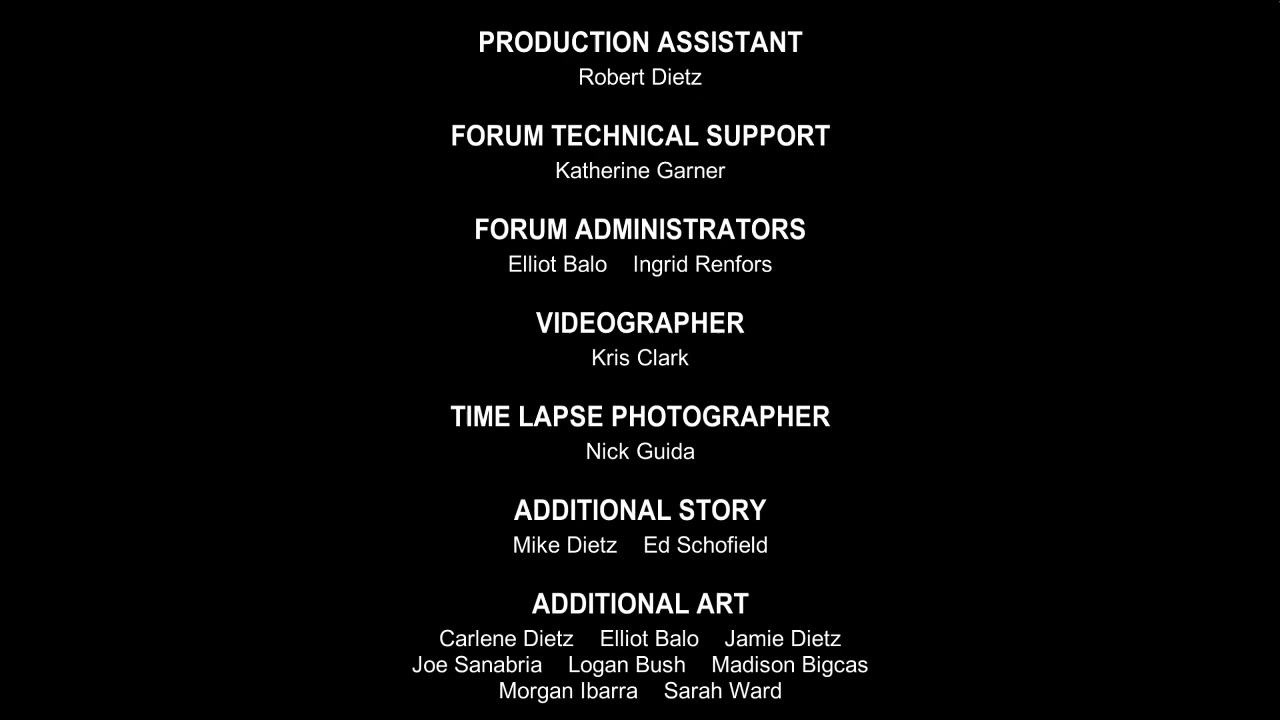 PRODUCTION ASSISTANT
Robert Dietz
FORUM TECHNICAL SUPPORT
Katherine Garner
FORUM ADMINISTRATORS
Elliot Balo Ingrid Renfors
VIDEOGRAPHER
Kris Clark
TIME LAPSE PHOTOGRAPHER
Nick Guida
ADDITIONAL STORY
Mike Dietz Ed Schofield
ADDITIONAL ART
Carlene Dietz Elliot Balo Jamie Dietz
Joe Sanabria Logan Bush Madison Bigcas
Morgan Ibarra Sarah Ward